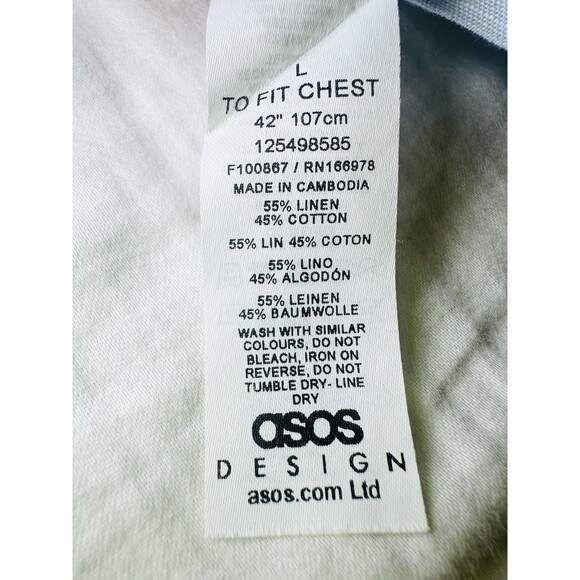 L
TO FIT CHEST
42" 107cm
125498585
F100867 / RN166978
MADE IN CAMBODIA
55% LINEN
45% COTTON
55% LIN 45% COTON
55% LINO
45% ALGODÓN
55% LEINEN
45% BAUMWOLLE
WASH WITH SIMILAR
COLOURS, DO NOT
BLEACH, IRON ON
REVERSE, DO NOT
TUMBLE DRY- LINE
DRY
asos
DESIGN
asos.com Ltd